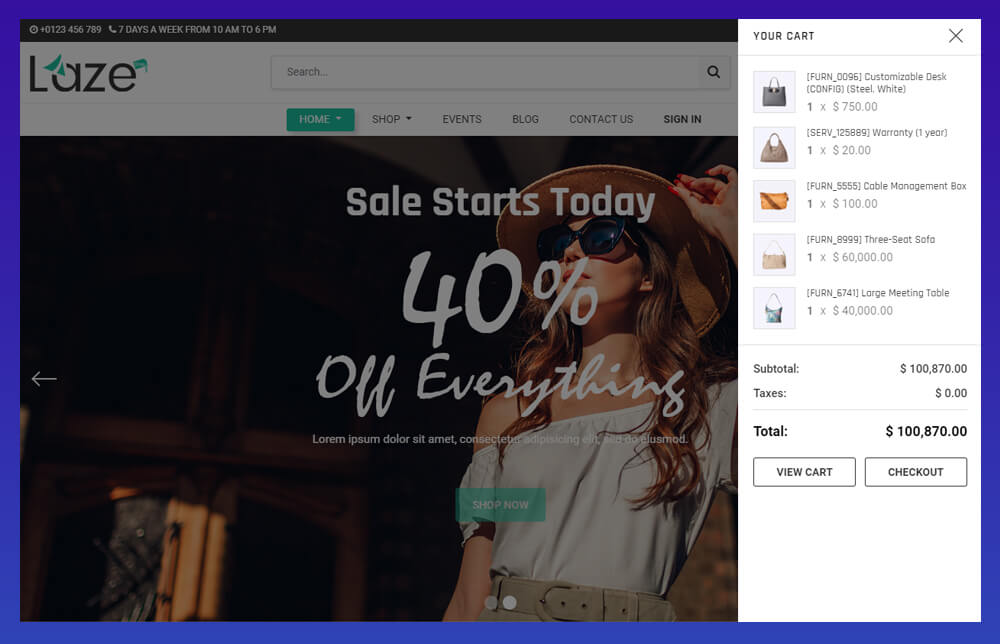 +0123 456 789 7 DAYS A WEEK FROM 10 AM TO 6 PM
Laze
Search...
HOME SHOP EVENTS BLOG CONTACT US SIGN IN
Sale Starts Today
40%
Off Everything
Lorem ipsum dolor sit amet, consectetur adipisicing elit, sed do eiusmod.
SHOP NOW
YOUR CART
[FURN_0096] Customizable Desk
(CONFIG) (Steel, White)
1 x $ 750.00
[SERV_125889] Warranty (1 year)
1 x $ 20.00
[FURN_5555] Cable Management Box
1 x $ 100.00
[FURN_8999] Three-Seat Sofa
1 x $ 60,000.00
[FURN_6741] Large Meeting Table
1 x $ 40,000.00
Subtotal: $ 100,870.00
Taxes: $ 0.00
Total: $ 100,870.00
VIEW CART CHECKOUT